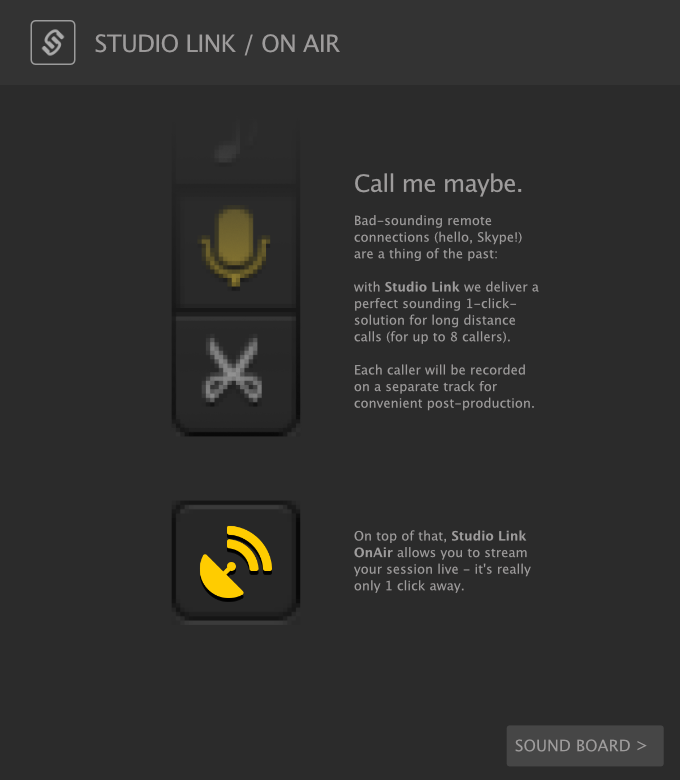 STUDIO LINK / ON AIR
Call me maybe.
Bad-sounding remote
connections (hello, Skype!)
are a thing of the past:
with Studio Link we deliver a
perfect sounding 1-click-
solution for long distance
calls (for up to 8 callers).
Each caller will be recorded
on a separate track for
convenient post-production.
On top of that, Studio Link
OnAir allows you to stream
your session live - it's really
only 1 click away.
SOUND BOARD >